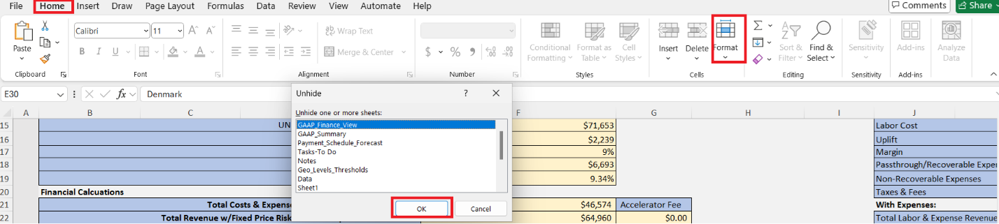 File Home Insert Draw Page Layout Formulas Data Review View Automate Help Comments Share
Calibri 11 Wrap Text
Paste B I U Merge & Center $ % Conditional Formatting Format as Table Cell Styles Insert Delete Format Sort & Filter Find & Select Sensitivity Add-ins Analyze Data
Clipboard Font Alignment Number Styles Cells Editing Sensitivity Add-ins
E30 fx Denmark
Unhide ? X
A B C F G H I J
Unhide one or more sheets:
GAAP_Finance_View
GAAP_Summary
Payment_Schedule_Forecast
Tasks-To Do
Notes
Geo_Levels_Thresholds
Data
Sheet1
OK Cancel
15 UN $71,653 Labor Cost
16 $2,239 Uplift
17 9% Margin
18 $6,693 Passthrough/Recoverable Expe
19 9.34% Non-Recoverable Expenses
20 Financial Calcuations Taxes & Fees
21 Total Costs & Expens $46,574 Accelerator Fee With Expenses:
22 Total Revenue w/Fixed Price Risk $64,960 $0.00 Total Labor & Expense Revenue